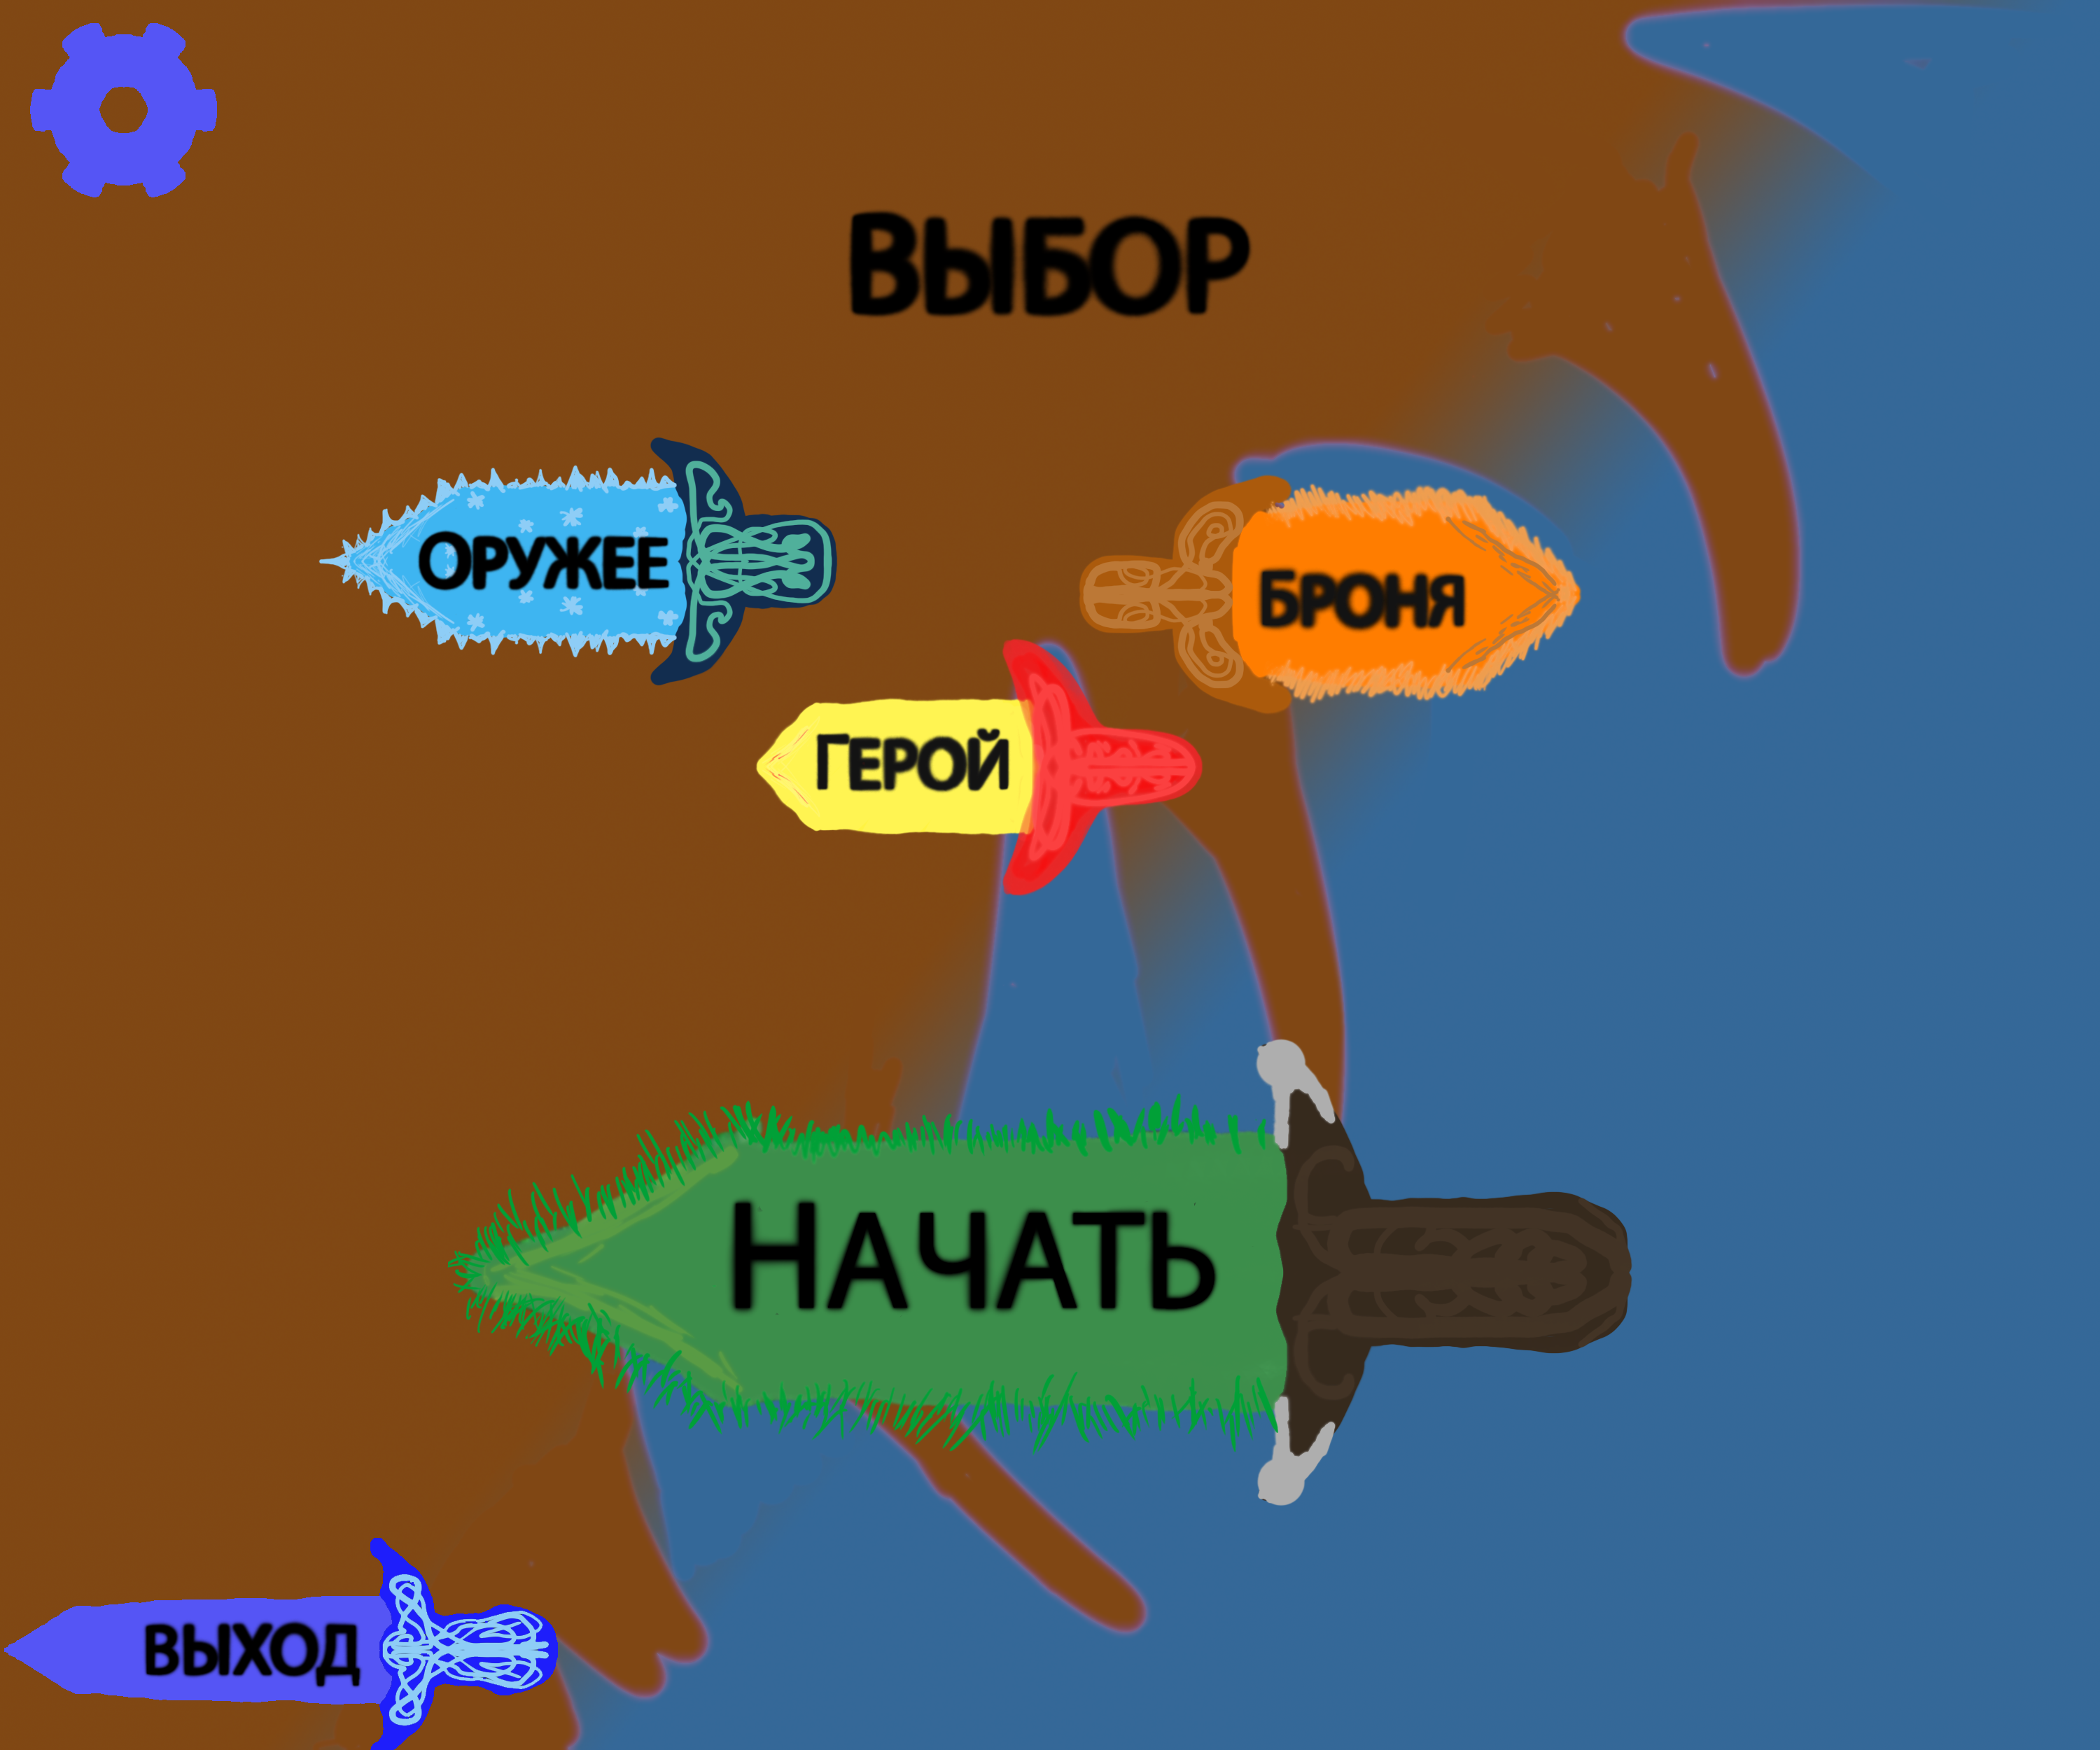 Выбор
Оружее
Броня
Герой
Начать
Выход